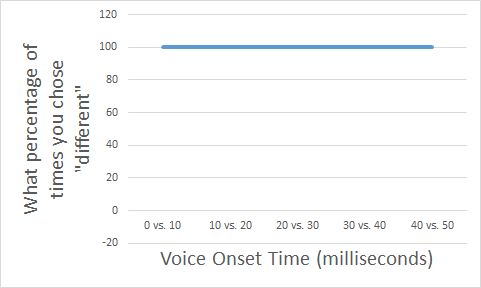 What percentage of
times you chose
"different"
120
100
80
60
40
20
0
-20
0 vs. 10 10 vs. 20 20 vs. 30 30 vs. 40 40 vs. 50
Voice Onset Time (milliseconds)